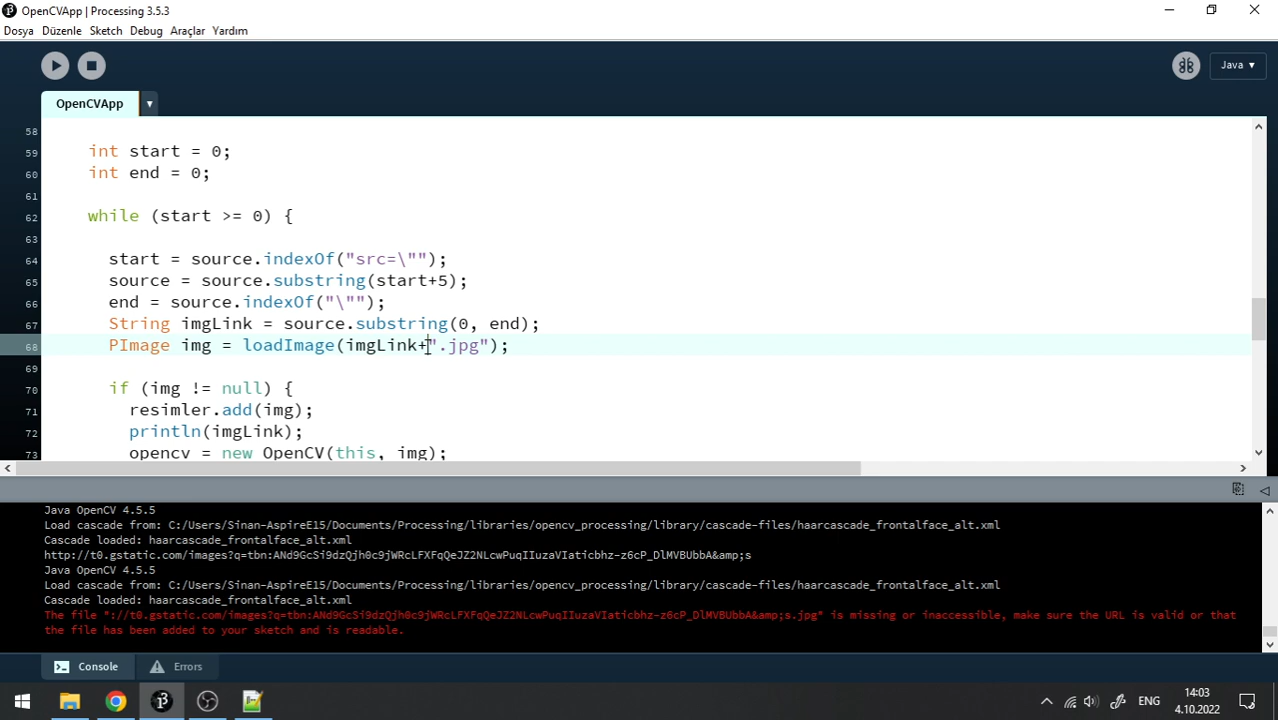 OpenCVApp | Processing 3.5.3
Dosya Düzenle Sketch Debug Araçlar Yardım
Java ▾
OpenCVApp ▾
58
59 int start = 0;
60 int end = 0;
61
62 while (start >= 0) {
63
64 start = source.indexOf("src=\"");
65 source = source.substring(start+5);
66 end = source.indexOf("\"");
67 String imgLink = source.substring(0, end);
68 PImage img = loadImage(imgLink+".jpg");
69
70 if (img != null) {
71 resimler.add(img);
72 println(imgLink);
73 opencv = new OpenCV(this, img);
Java OpenCV 4.5.5
Load cascade from: C:/Users/Sinan-AspireE15/Documents/Processing/libraries/opencv_processing/library/cascade-files/haarcascade_frontalface_alt.xml
Cascade loaded: haarcascade_frontalface_alt.xml
http://t0.gstatic.com/images?q=tbn:ANd9GcSi9dzQjh0c9jWRcLFXFqQeJZ2NLcwPuqIIuzaVIaticbhz-z6cP_DlMVBUbbA&amp;s
Java OpenCV 4.5.5
Load cascade from: C:/Users/Sinan-AspireE15/Documents/Processing/libraries/opencv_processing/library/cascade-files/haarcascade_frontalface_alt.xml
Cascade loaded: haarcascade_frontalface_alt.xml
The file "://t0.gstatic.com/images?q=tbn:ANd9GcSi9dzQjh0c9jWRcLFXFqQeJZ2NLcwPuqIIuzaVIaticbhz-z6cP_DlMVBUbbA&amp;s.jpg" is missing or inaccessible, make sure the URL is valid or that
the file has been added to your sketch and is readable.
Console Errors
ENG
14:03
4.10.2022